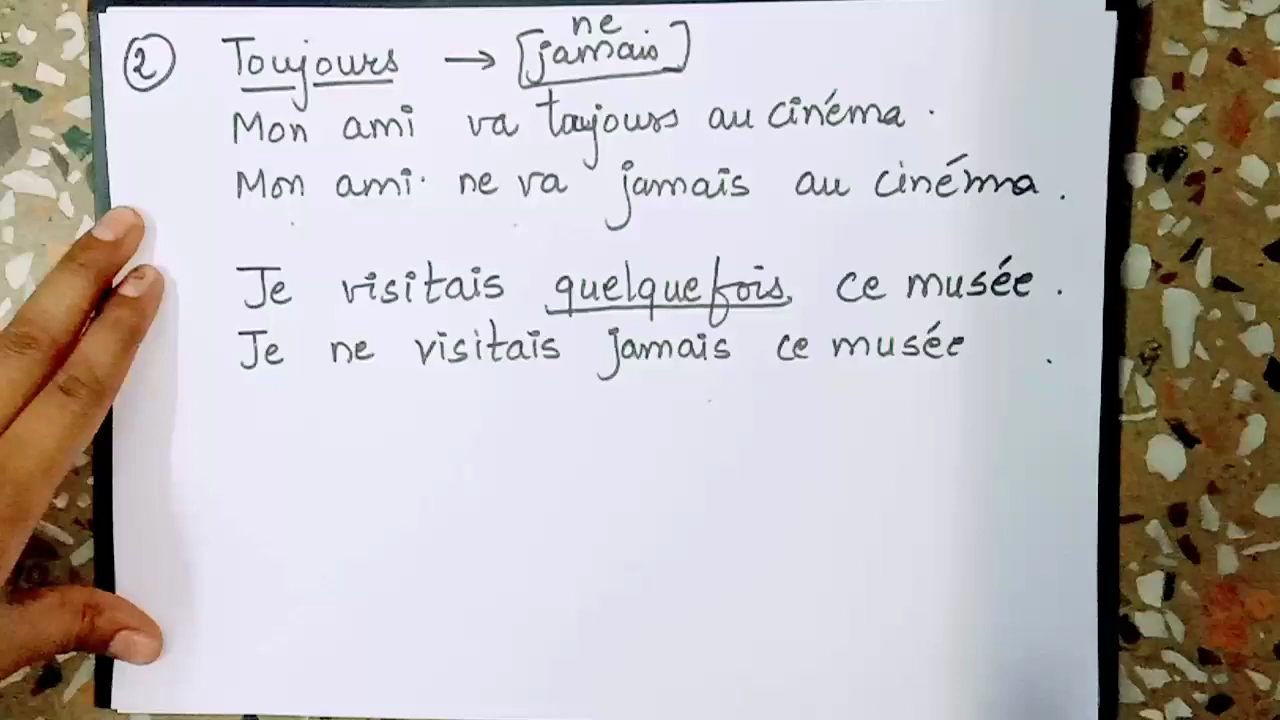 ② Toujours → [ne jamais]
Mon ami va toujours au cinéma.
Mon ami ne va jamais au cinéma.
Je visitais quelquefois ce musée.
Je ne visitais jamais ce musée.